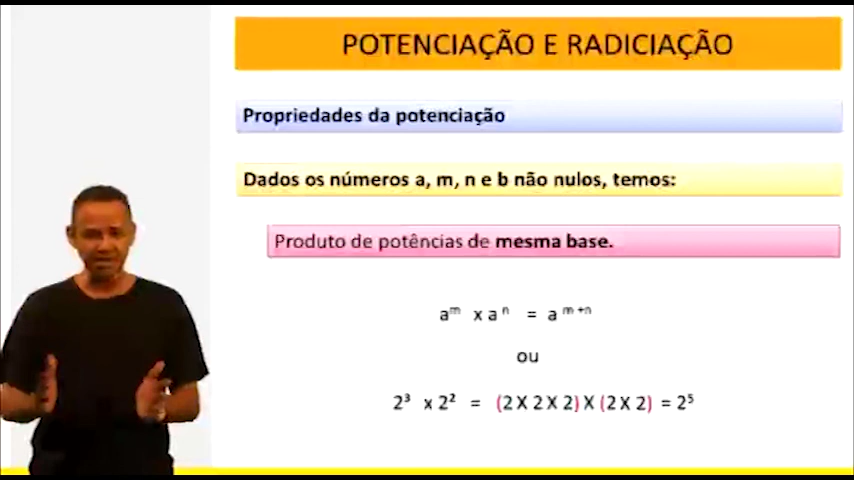 POTENCIAÇÃO E RADICIAÇÃO
Propriedades da potenciação
Dados os números a, m, n e b não nulos, temos:
Produto de potências de mesma base.
aᵐ x aⁿ = a ᵐ⁺ⁿ
ou
2³ x 2² = (2 X 2 X 2) X (2 X 2) = 2⁵